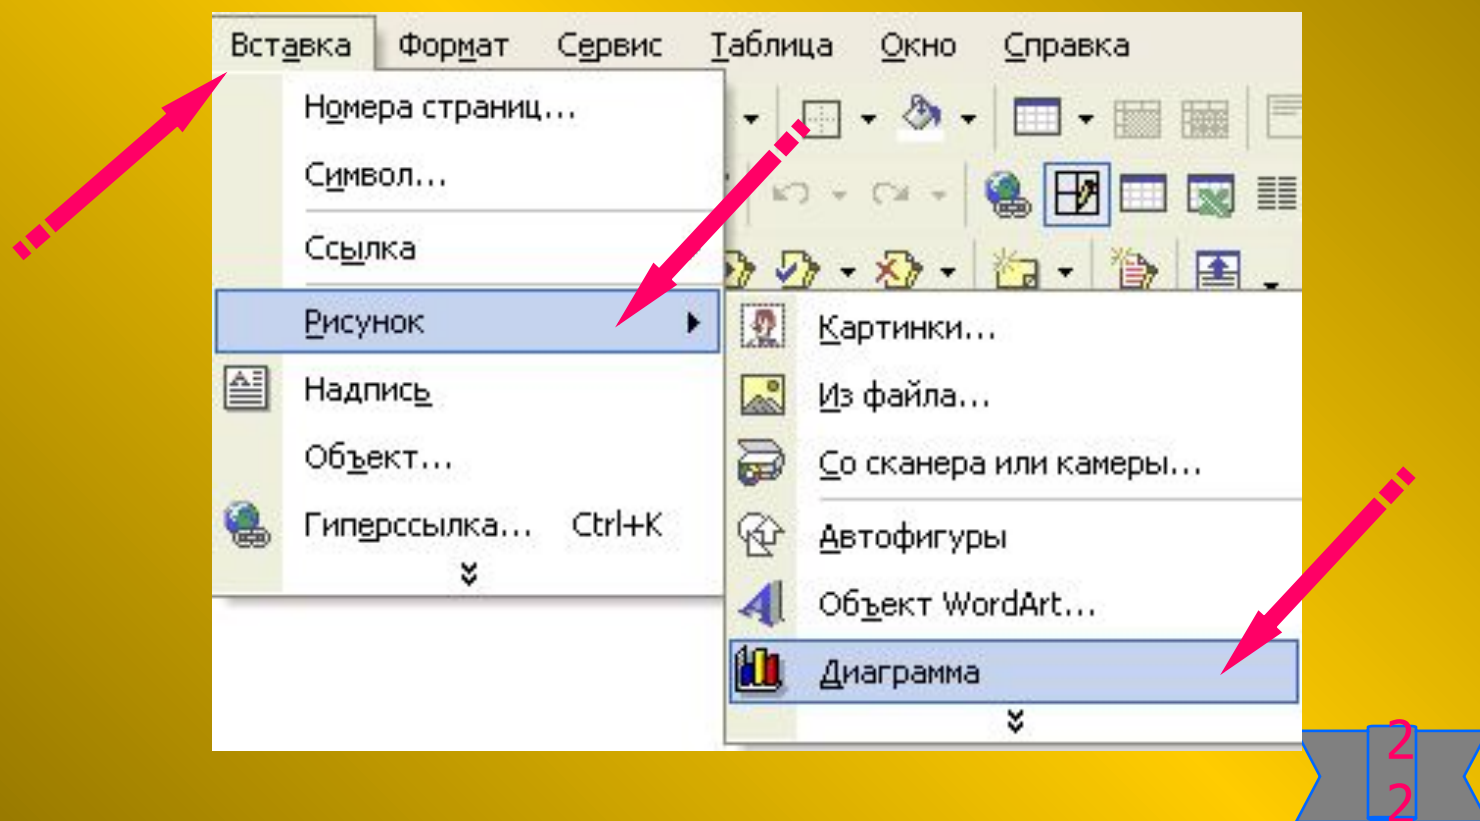 Вставка Формат Сервис Таблица Окно Справка
Номера страниц...
Символ...
Ссылка
Рисунок
Надпись
Объект...
Гиперссылка... Ctrl+K
Картинки...
Из файла...
Со сканера или камеры...
Автофигуры
Объект WordArt...
Диаграмма
2
2